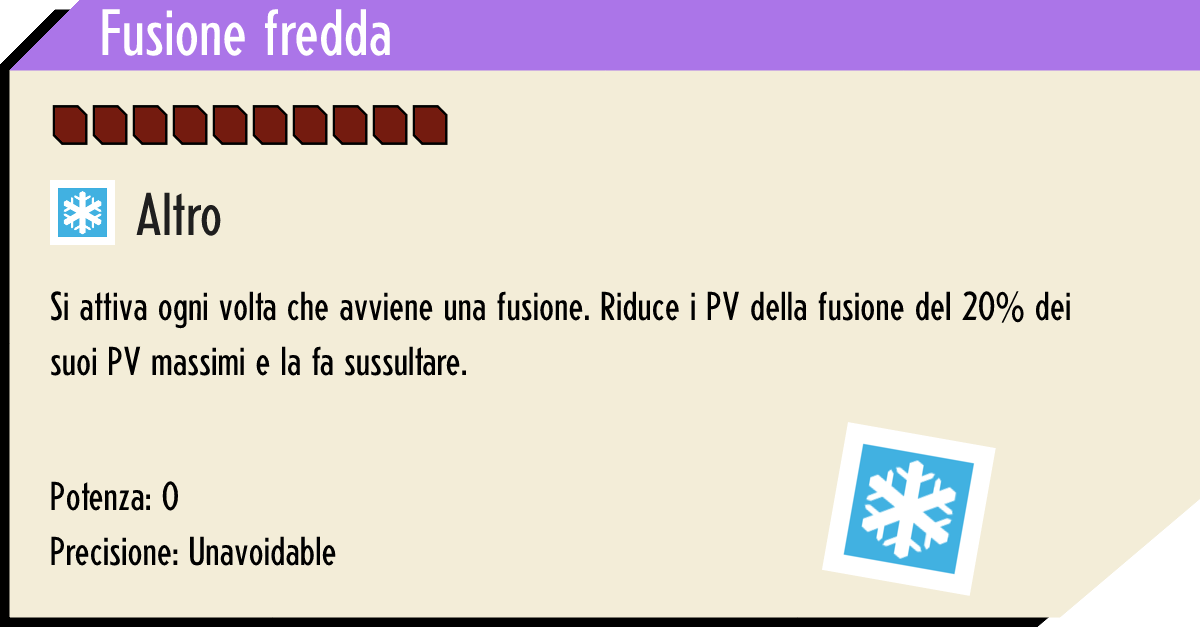 Fusione fredda
Altro
Si attiva ogni volta che avviene una fusione. Riduce i PV della fusione del 20% dei
suoi PV massimi e la fa sussultare.
Potenza: 0
Precisione: Unavoidable